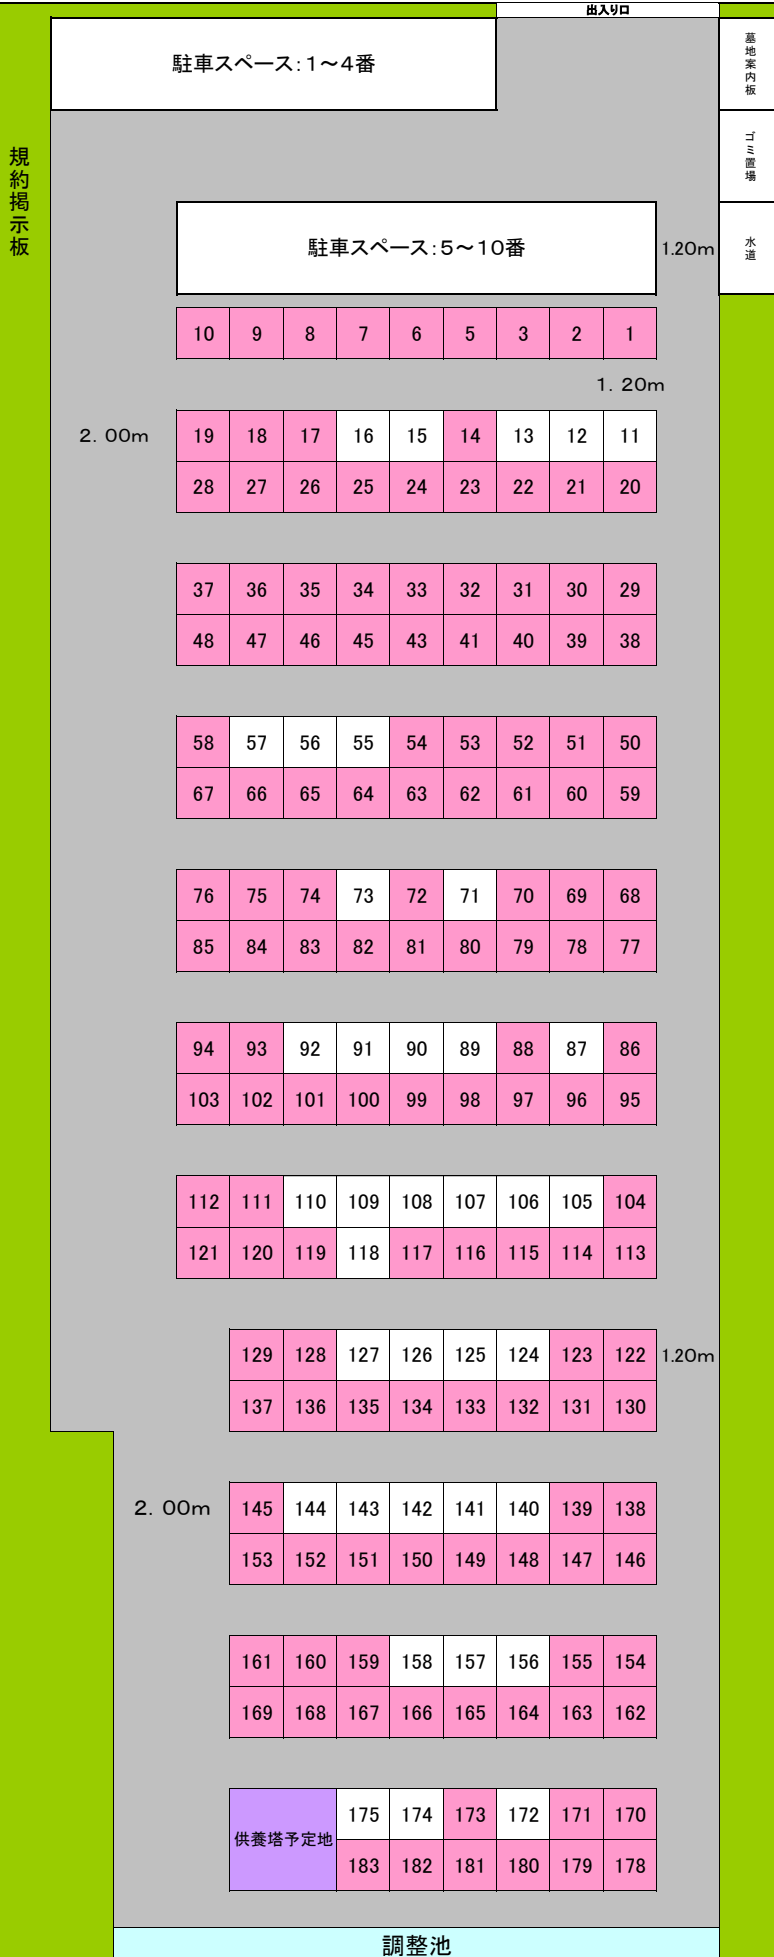 出入り口
駐車スペース：1～4番
墓地案内板
ゴミ置場
規約掲示板
駐車スペース：5～10番
1.20m
水道
10 9 8 7 6 5 3 2 1
1．20m
2．00m
19 18 17 16 15 14 13 12 11
28 27 26 25 24 23 22 21 20
37 36 35 34 33 32 31 30 29
48 47 46 45 43 41 40 39 38
58 57 56 55 54 53 52 51 50
67 66 65 64 63 62 61 60 59
76 75 74 73 72 71 70 69 68
85 84 83 82 81 80 79 78 77
94 93 92 91 90 89 88 87 86
103 102 101 100 99 98 97 96 95
112 111 110 109 108 107 106 105 104
121 120 119 118 117 116 115 114 113
129 128 127 126 125 124 123 122
1.20m
137 136 135 134 133 132 131 130
2．00m
145 144 143 142 141 140 139 138
153 152 151 150 149 148 147 146
161 160 159 158 157 156 155 154
169 168 167 166 165 164 163 162
供養塔予定地
175 174 173 172 171 170
183 182 181 180 179 178
調整池